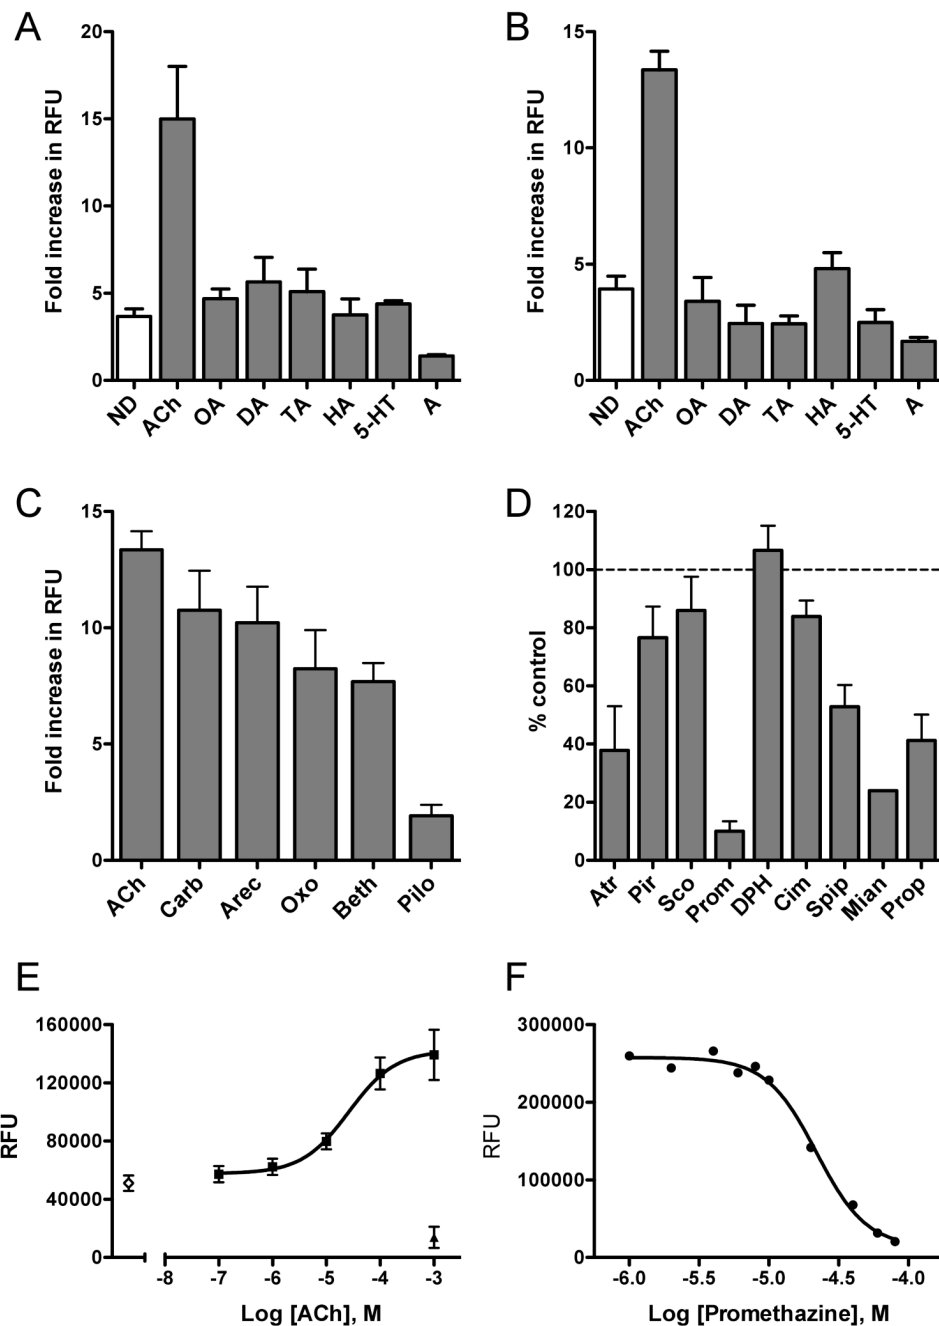 A
20
15
10
5
0
Fold increase in RFU
ND
ACh
OA
DA
TA
HA
5-HT
A
B
15
10
5
0
Fold increase in RFU
ND
ACh
OA
DA
TA
HA
5-HT
A
C
15
10
5
0
Fold increase in RFU
ACh
Carb
Arec
Oxo
Beth
Pilo
D
120
100
80
60
40
20
0
% control
Atr
Pir
Sco
Prom
DPH
Cim
Spip
Mian
Prop
E
160000
120000
80000
40000
0
RFU
-8
-7
-6
-5
-4
-3
Log [ACh], M
F
300000
200000
100000
0
RFU
-6.0
-5.5
-5.0
-4.5
-4.0
Log [Promethazine], M